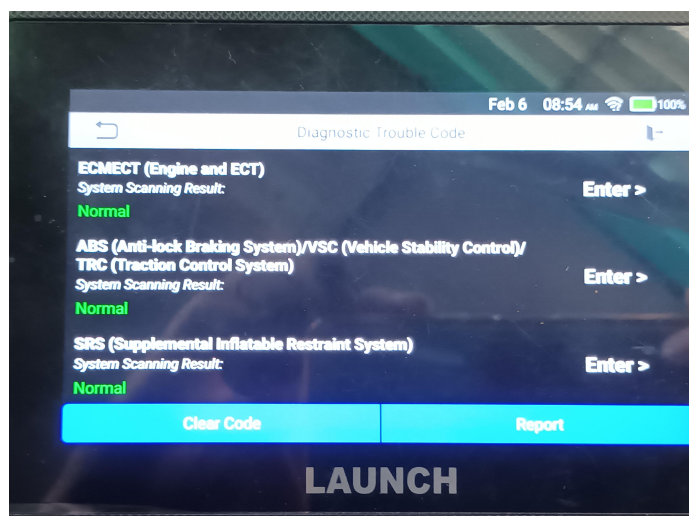 Feb 6 08:54 AM 100%
Diagnostic Trouble Code
ECMECT (Engine and ECT)
System Scanning Result:
Enter >
Normal
ABS (Anti-lock Braking System)/VSC (Vehicle Stability Control)/
TRC (Traction Control System)
System Scanning Result:
Enter >
Normal
SRS (Supplemental Inflatable Restraint System)
System Scanning Result:
Enter >
Normal
Clear Code Report
LAUNCH